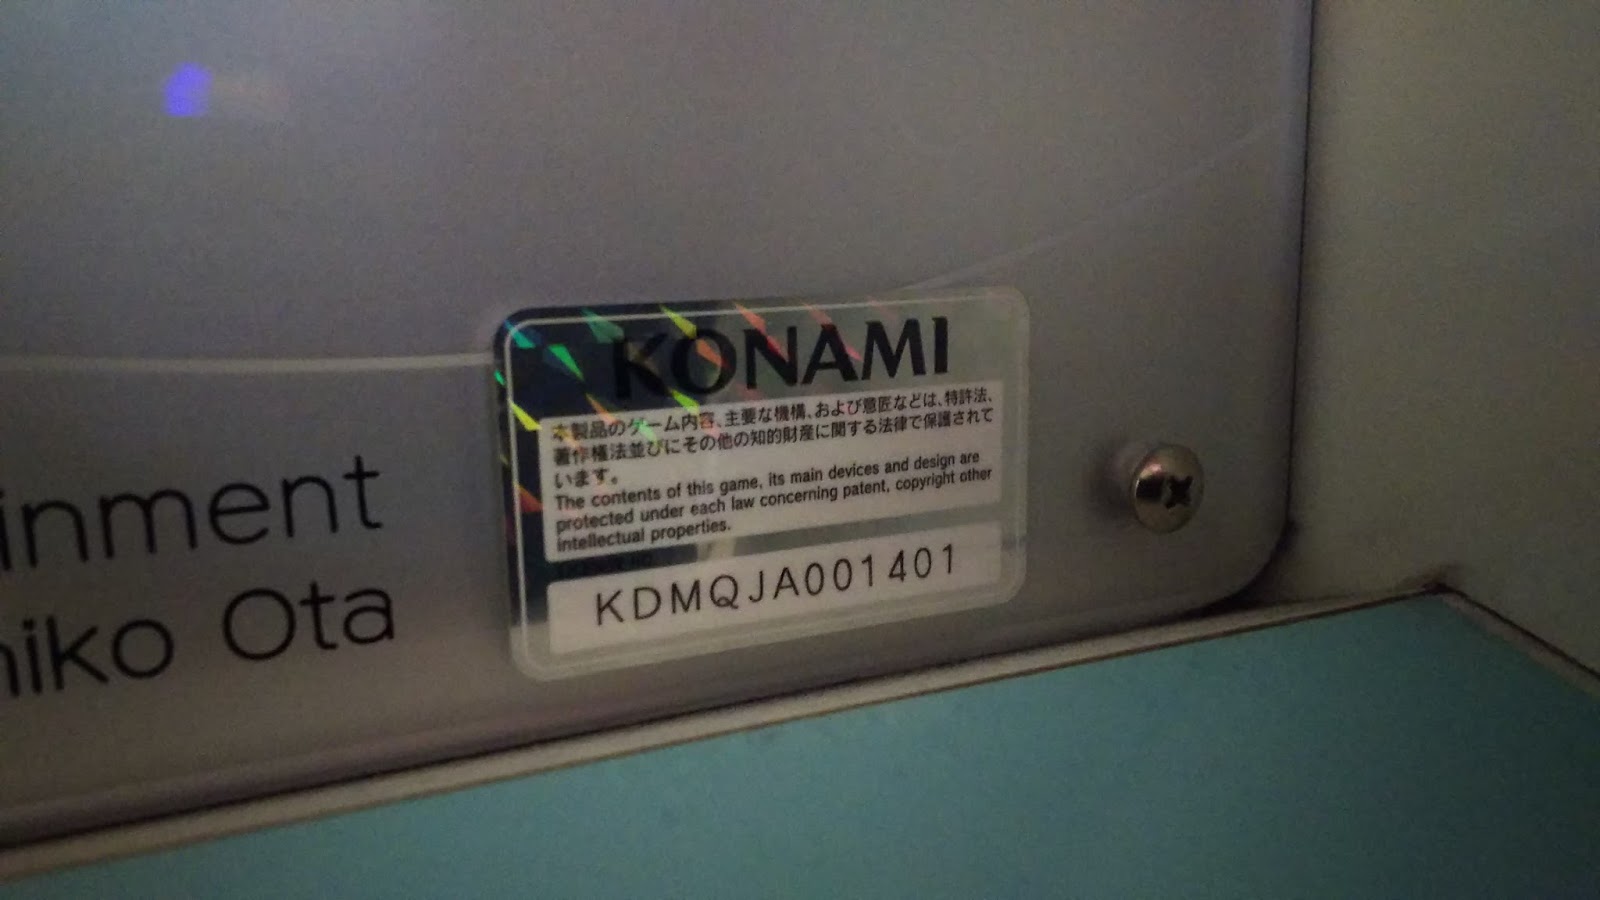 inment
hiko Ota
KONAMI
本製品のゲーム内容、主要な機構、および意匠などは、特許法、
著作権法並びにその他の知的財産に関する法律で保護されて
います。
The contents of this game, its main devices and design are
protected under each law concerning patent, copyright other
intellectual properties.
KDMQJA001401